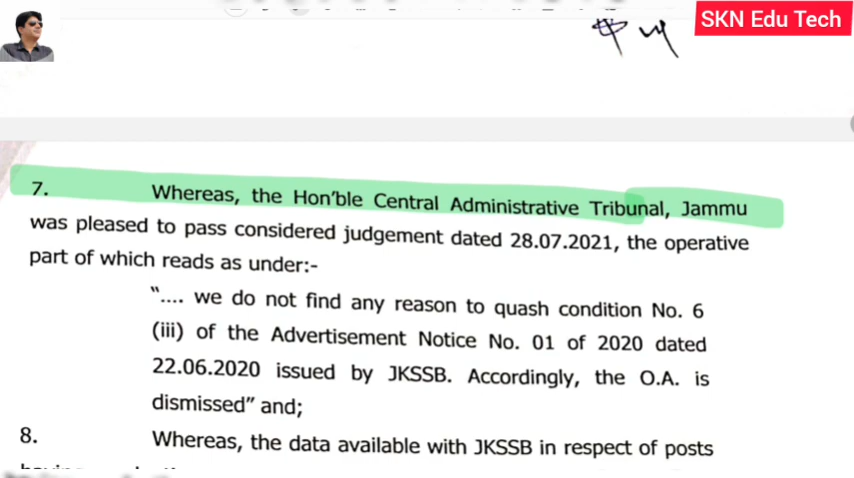 SKN Edu Tech
7. Whereas, the Hon'ble Central Administrative Tribunal, Jammu
was pleased to pass considered judgement dated 28.07.2021, the operative
part of which reads as under:-
“.... we do not find any reason to quash condition No. 6
(iii) of the Advertisement Notice No. 01 of 2020 dated
22.06.2020 issued by JKSSB. Accordingly, the O.A. is
dismissed” and;
8. Whereas, the data available with JKSSB in respect of posts